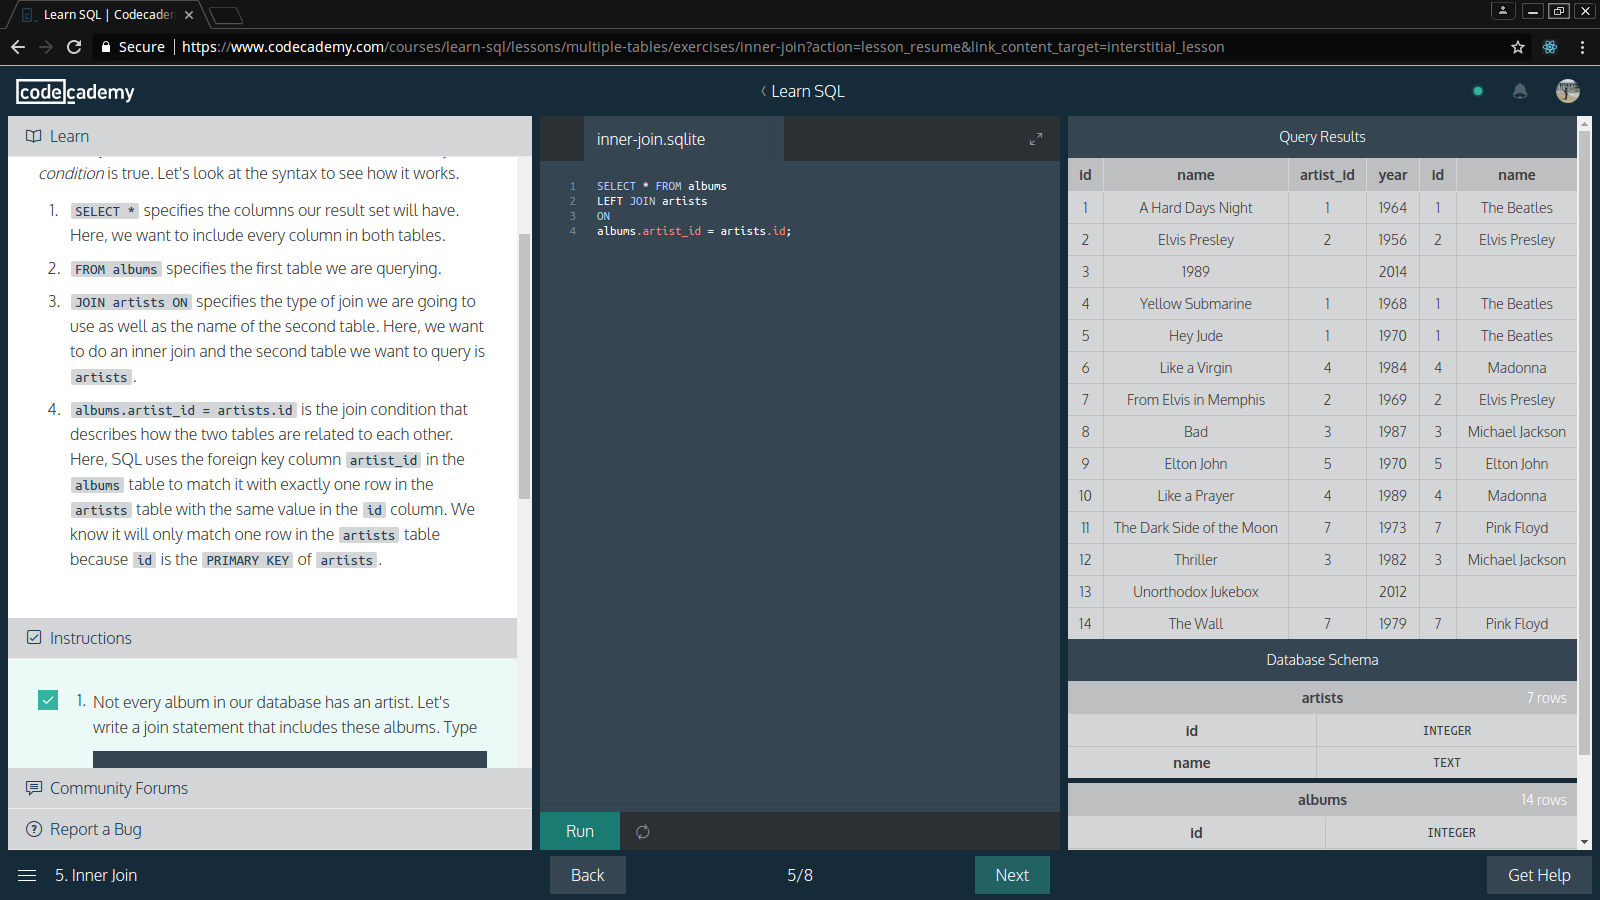 Learn SQL | Codecaden
Secure
https://www.codecademy.com/courses/learn-sql/lessons/multiple-tables/exercises/inner-join?action=lesson_resume&link_content_target=interstitial_lesson
codecademy
Learn SQL
Learn
condition is true. Let's look at the syntax to see how it works.
1. SELECT * specifies the columns our result set will have.
Here, we want to include every column in both tables.
2. FROM albums specifies the first table we are querying.
3. JOIN artists ON specifies the type of join we are going to
use as well as the name of the second table. Here, we want
to do an inner join and the second table we want to query is
artists .
4. albums.artist_id = artists.id is the join condition that
describes how the two tables are related to each other.
Here, SQL uses the foreign key column artist_id in the
albums table to match it with exactly one row in the
artists table with the same value in the id column. We
know it will only match one row in the artists table
because id is the PRIMARY KEY of artists .
Instructions
1. Not every album in our database has an artist. Let's
write a join statement that includes these albums. Type
Community Forums
Report a Bug
inner-join.sqlite
1 SELECT * FROM albums
2 LEFT JOIN artists
3 ON
4 albums.artist_id = artists.id;
Run
Query Results
id name artist_id year id name
1 A Hard Days Night 1 1964 1 The Beatles
2 Elvis Presley 2 1956 2 Elvis Presley
3 1989 2014
4 Yellow Submarine 1 1968 1 The Beatles
5 Hey Jude 1 1970 1 The Beatles
6 Like a Virgin 4 1984 4 Madonna
7 From Elvis in Memphis 2 1969 2 Elvis Presley
8 Bad 3 1987 3 Michael Jackson
9 Elton John 5 1970 5 Elton John
10 Like a Prayer 4 1989 4 Madonna
11 The Dark Side of the Moon 7 1973 7 Pink Floyd
12 Thriller 3 1982 3 Michael Jackson
13 Unorthodox Jukebox 2012
14 The Wall 7 1979 7 Pink Floyd
Database Schema
artists 7 rows
id INTEGER
name TEXT
albums 14 rows
id INTEGER
5. Inner Join
Back
5/8
Next
Get Help